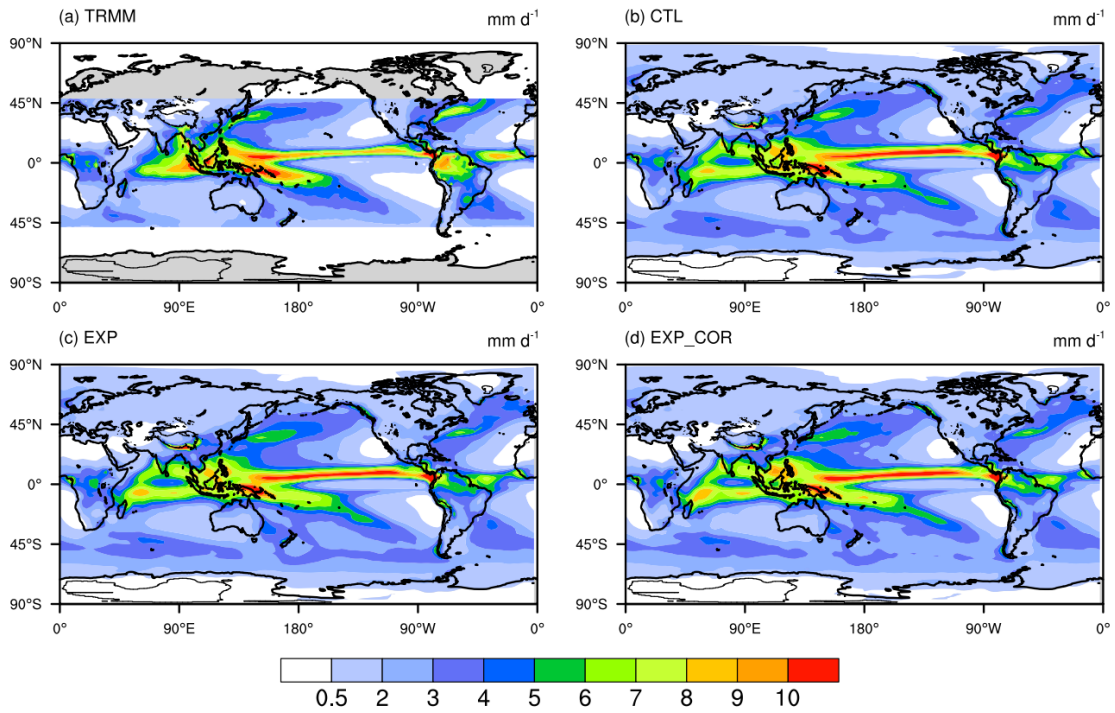 (a) TRMM mm d⁻¹ (b) CTL mm d⁻¹
90°N 90°N
45°N 45°N
0° 0°
45°S 45°S
90°S 90°S
0° 90°E 180° 90°W 0° 0° 90°E 180° 90°W 0°
(c) EXP mm d⁻¹ (d) EXP_COR mm d⁻¹
90°N 90°N
45°N 45°N
0° 0°
45°S 45°S
90°S 90°S
0° 90°E 180° 90°W 0° 0° 90°E 180° 90°W 0°
0.5 2 3 4 5 6 7 8 9 10